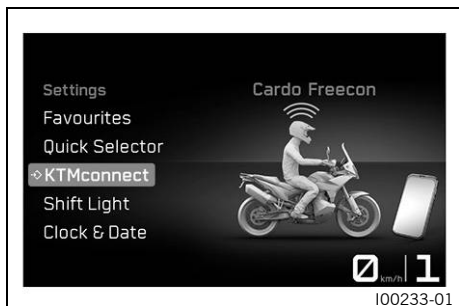 Settings
Cardo Freecon
Favourites
Quick Selector
KTMconnect
Shift Light
Clock & Date
0 km/h 1
I00233-01